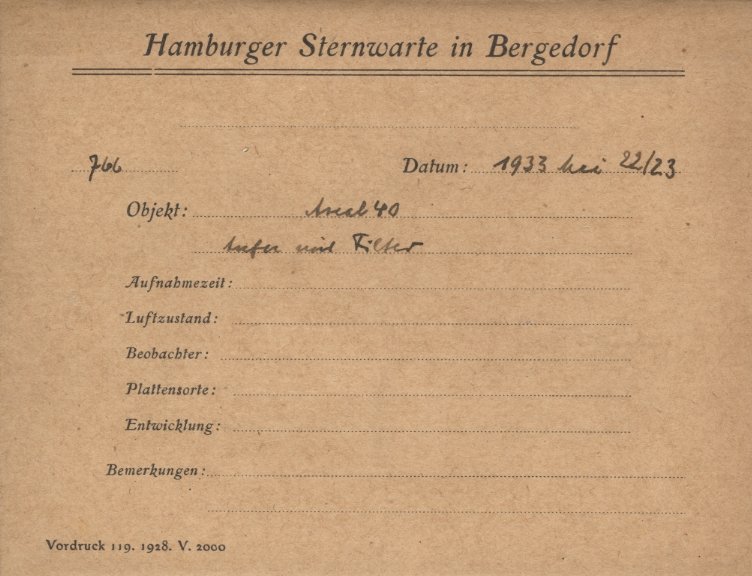 Hamburger Sternwarte in Bergedorf
766 Datum: 1933 Mai 22/23
Objekt: Areal 40
mit Filter
Aufnahmezeit:
Luftzustand:
Beobachter:
Plattensorte:
Entwicklung:
Bemerkungen:
Vordruck 119. 1928. V. 2000